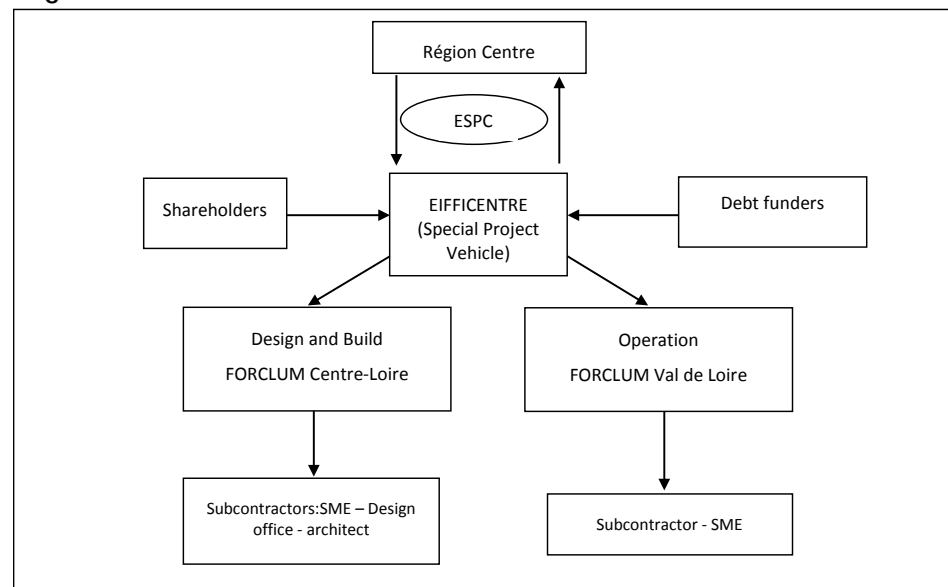 Région Centre
ESPC
Shareholders
EIFFICENTRE
(Special Project
Vehicle)
Debt funders
Design and Build
FORCLUM Centre-Loire
Operation
FORCLUM Val de Loire
Subcontractors:SME – Design
office - architect
Subcontractor - SME